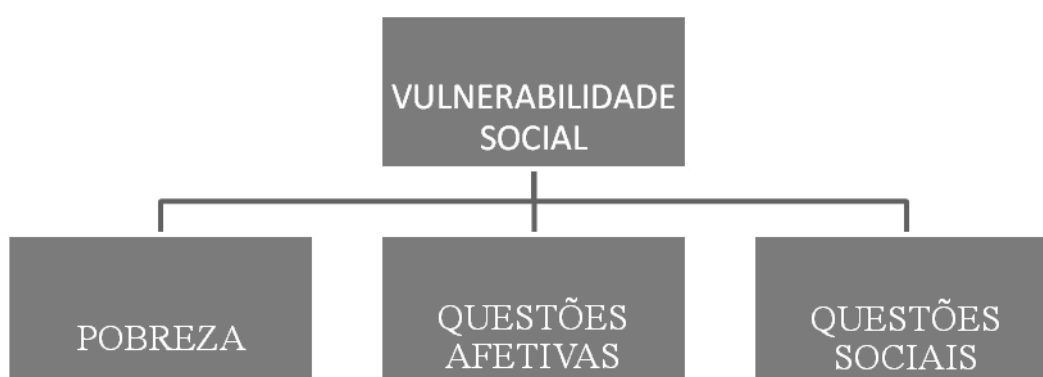 VULNERABILIDADE
SOCIAL
POBREZA
QUESTÕES
AFETIVAS
QUESTÕES
SOCIAIS